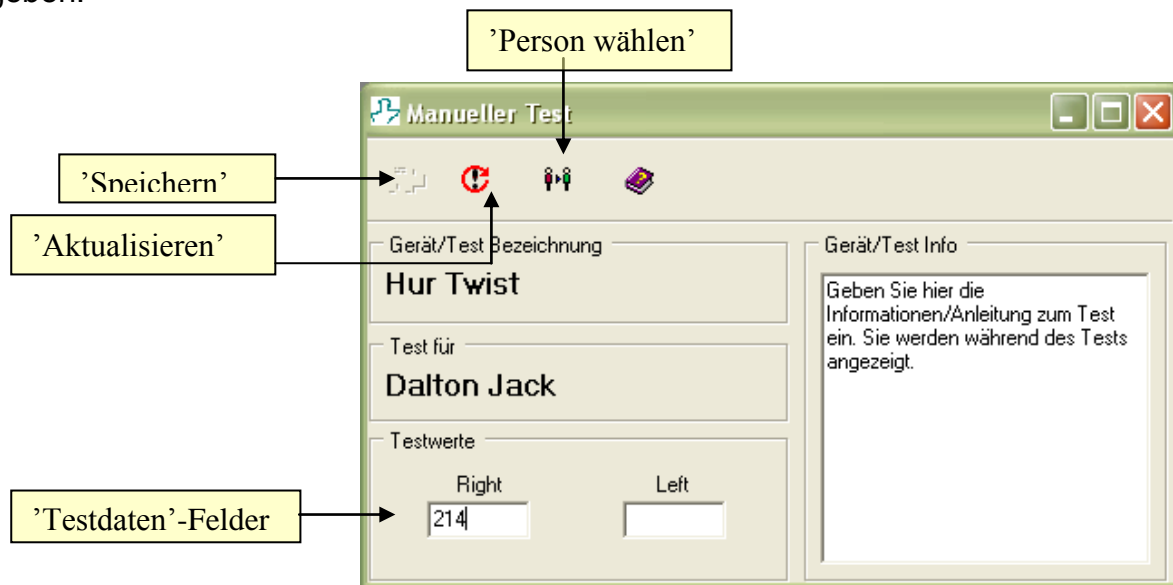 geben.
’Person wählen’
Manueller Test
’Speichern’
’Aktualisieren’
Gerät/Test Bezeichnung
Hur Twist
Gerät/Test Info
Geben Sie hier die
Informationen/Anleitung zum Test
ein. Sie werden während des Tests
angezeigt.
Test für
Dalton Jack
Testwerte
Right Left
’Testdaten’-Felder
214